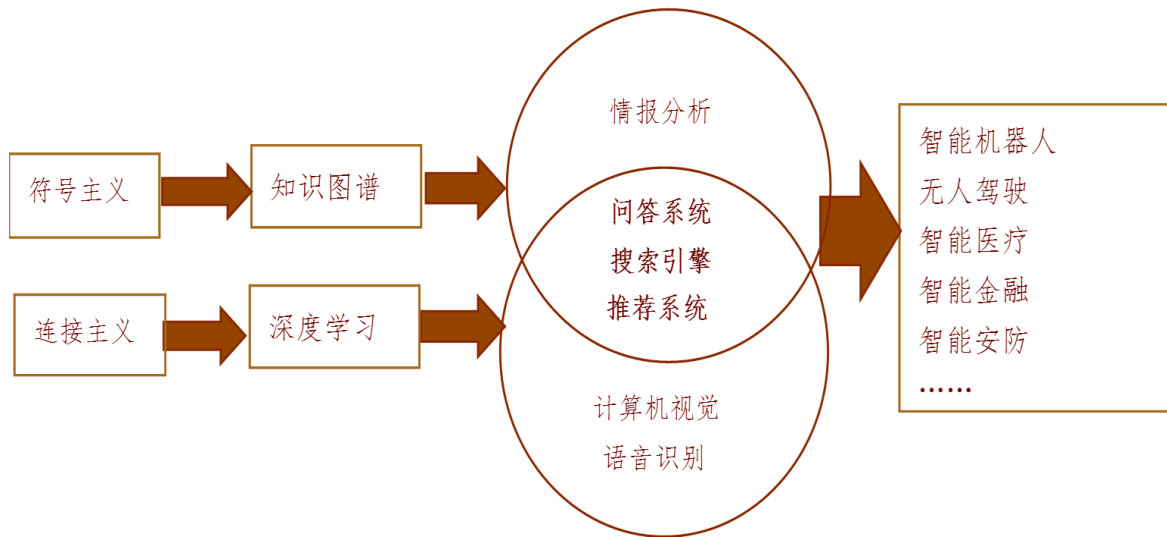 符号主义
知识图谱
连接主义
深度学习
情报分析
问答系统
搜索引擎
推荐系统
计算机视觉
语音识别
智能机器人
无人驾驶
智能医疗
智能金融
智能安防
......